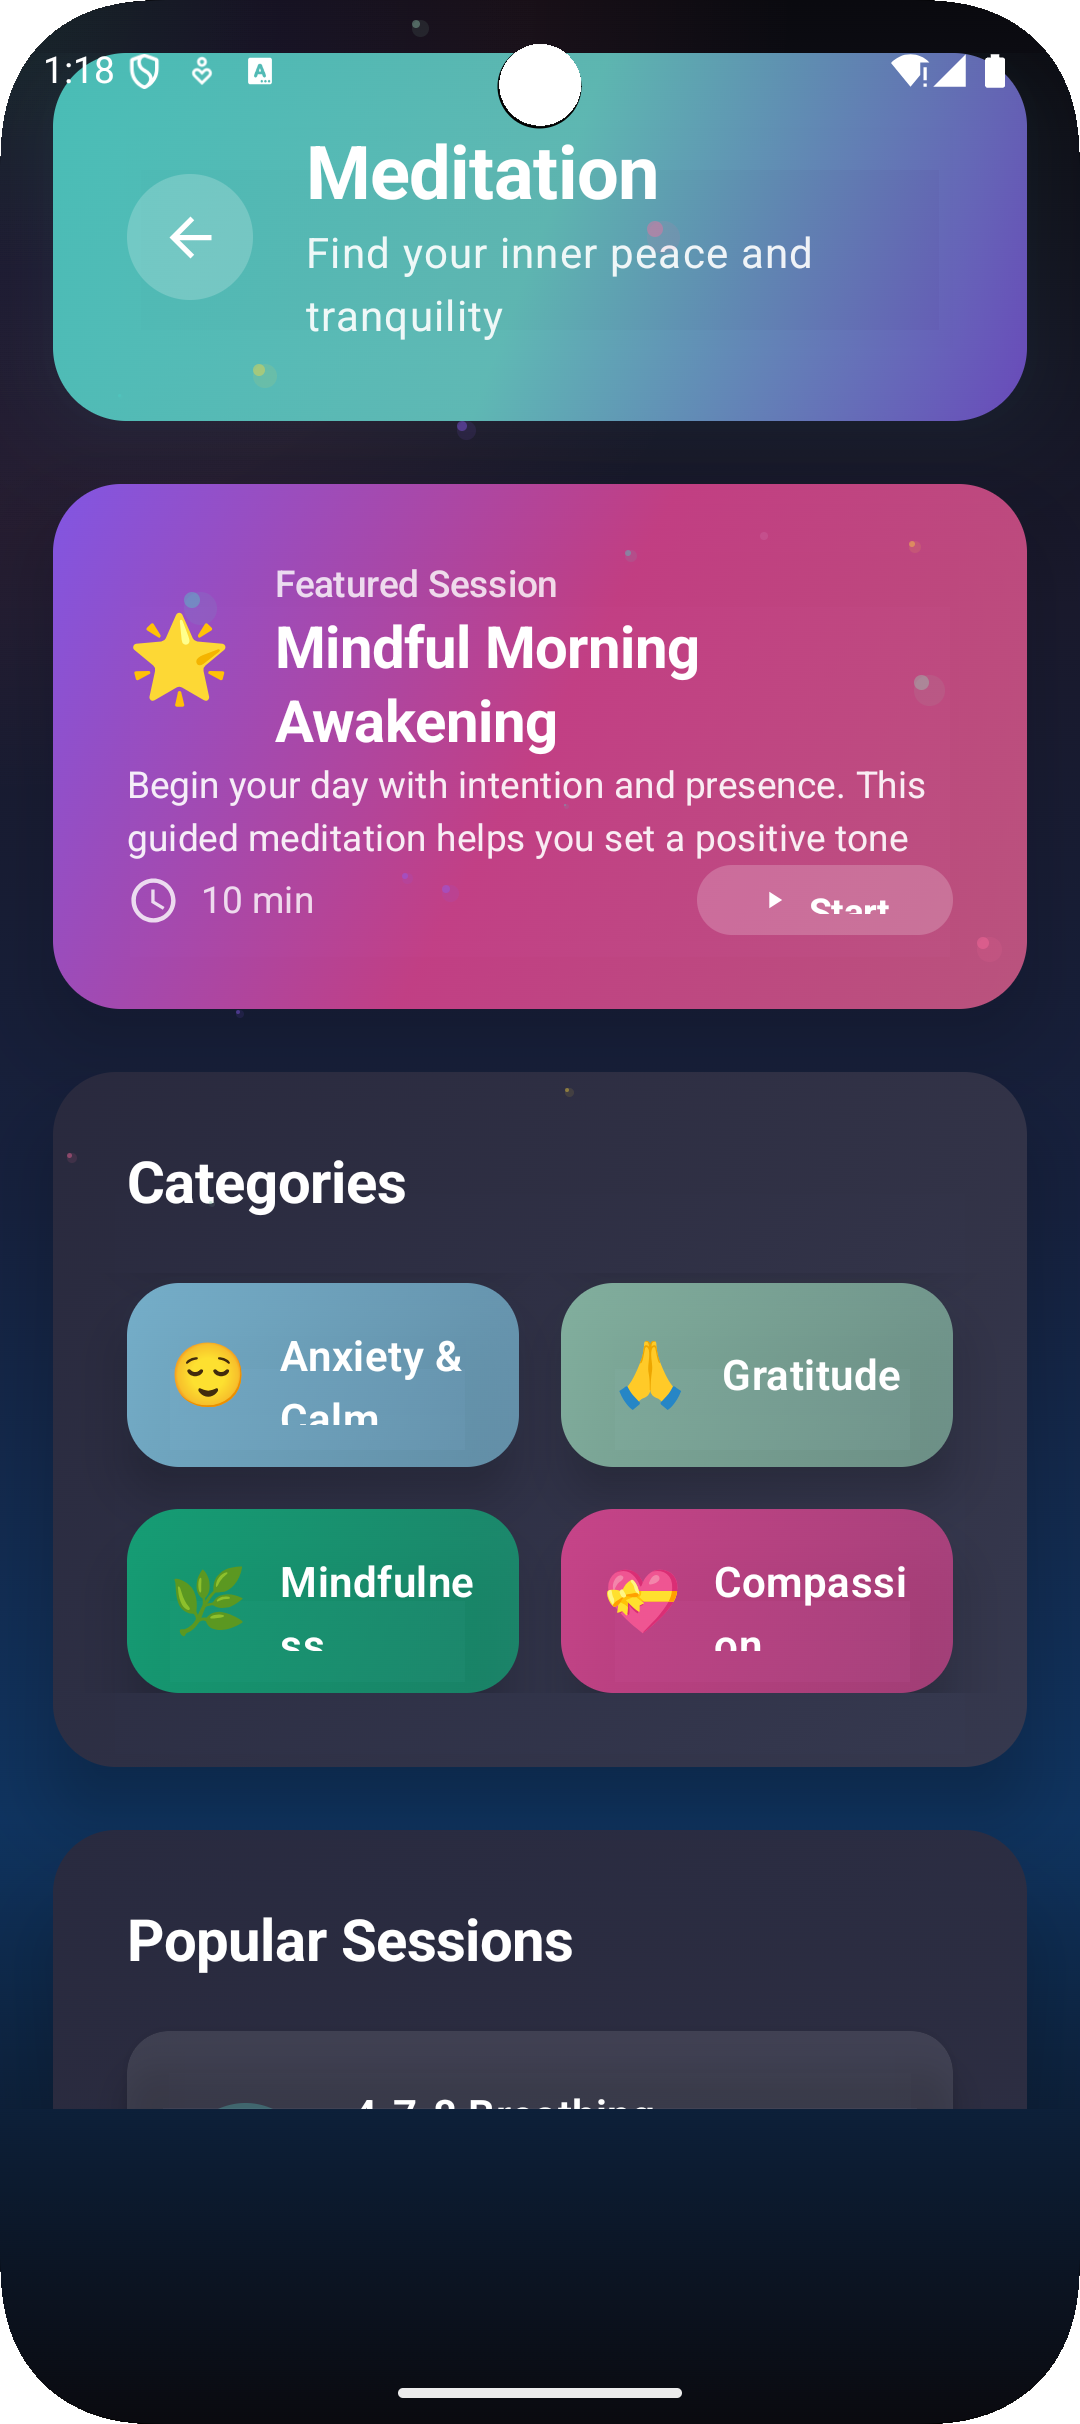 1:18
Meditation
Find your inner peace and
tranquility
Featured Session
Mindful Morning
Awakening
Begin your day with intention and presence. This
guided meditation helps you set a positive tone
10 min
Start
Categories
Anxiety &
Calm
Gratitude
Mindfulne
ss
Compassi
on
Popular Sessions
4-7-8 Breathing